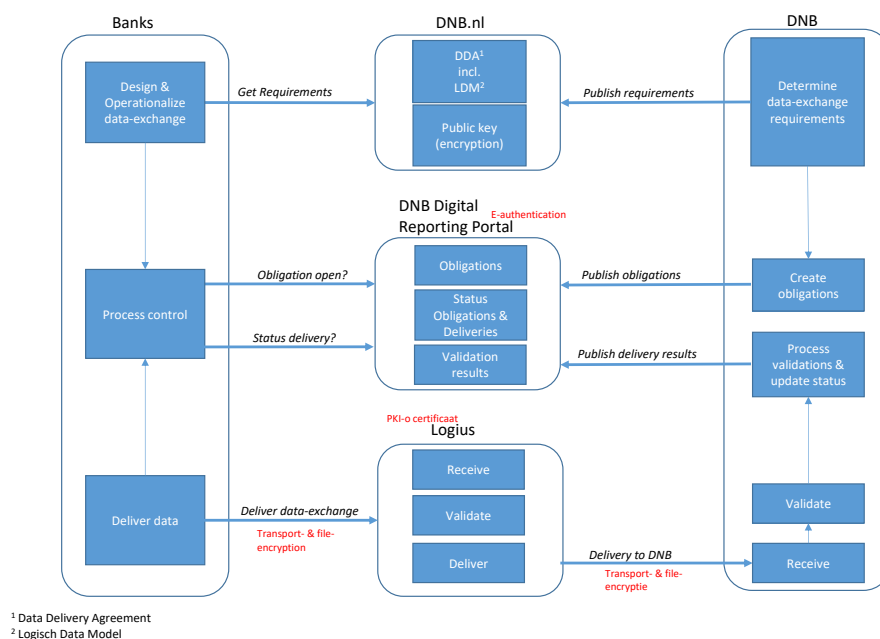 Banks
DNB.nl
DNB
Design &
Operationalize
data-exchange
Get Requirements
DDA¹
incl.
LDM²
Public key
(encryption)
Publish requirements
Determine
data-exchange
requirements
DNB Digital
Reporting Portal
E-authentication
Process control
Obligation open?
Status delivery?
Obligations
Status
Obligations &
Deliveries
Validation
results
Publish obligations
Publish delivery results
Create
obligations
Process
validations &
update status
PKI-o certificaat
Logius
Deliver data
Deliver data-exchange
Transport- & file-
encryption
Receive
Validate
Deliver
Delivery to DNB
Transport- & file-
encryptie
Validate
Receive
¹ Data Delivery Agreement
² Logisch Data Model